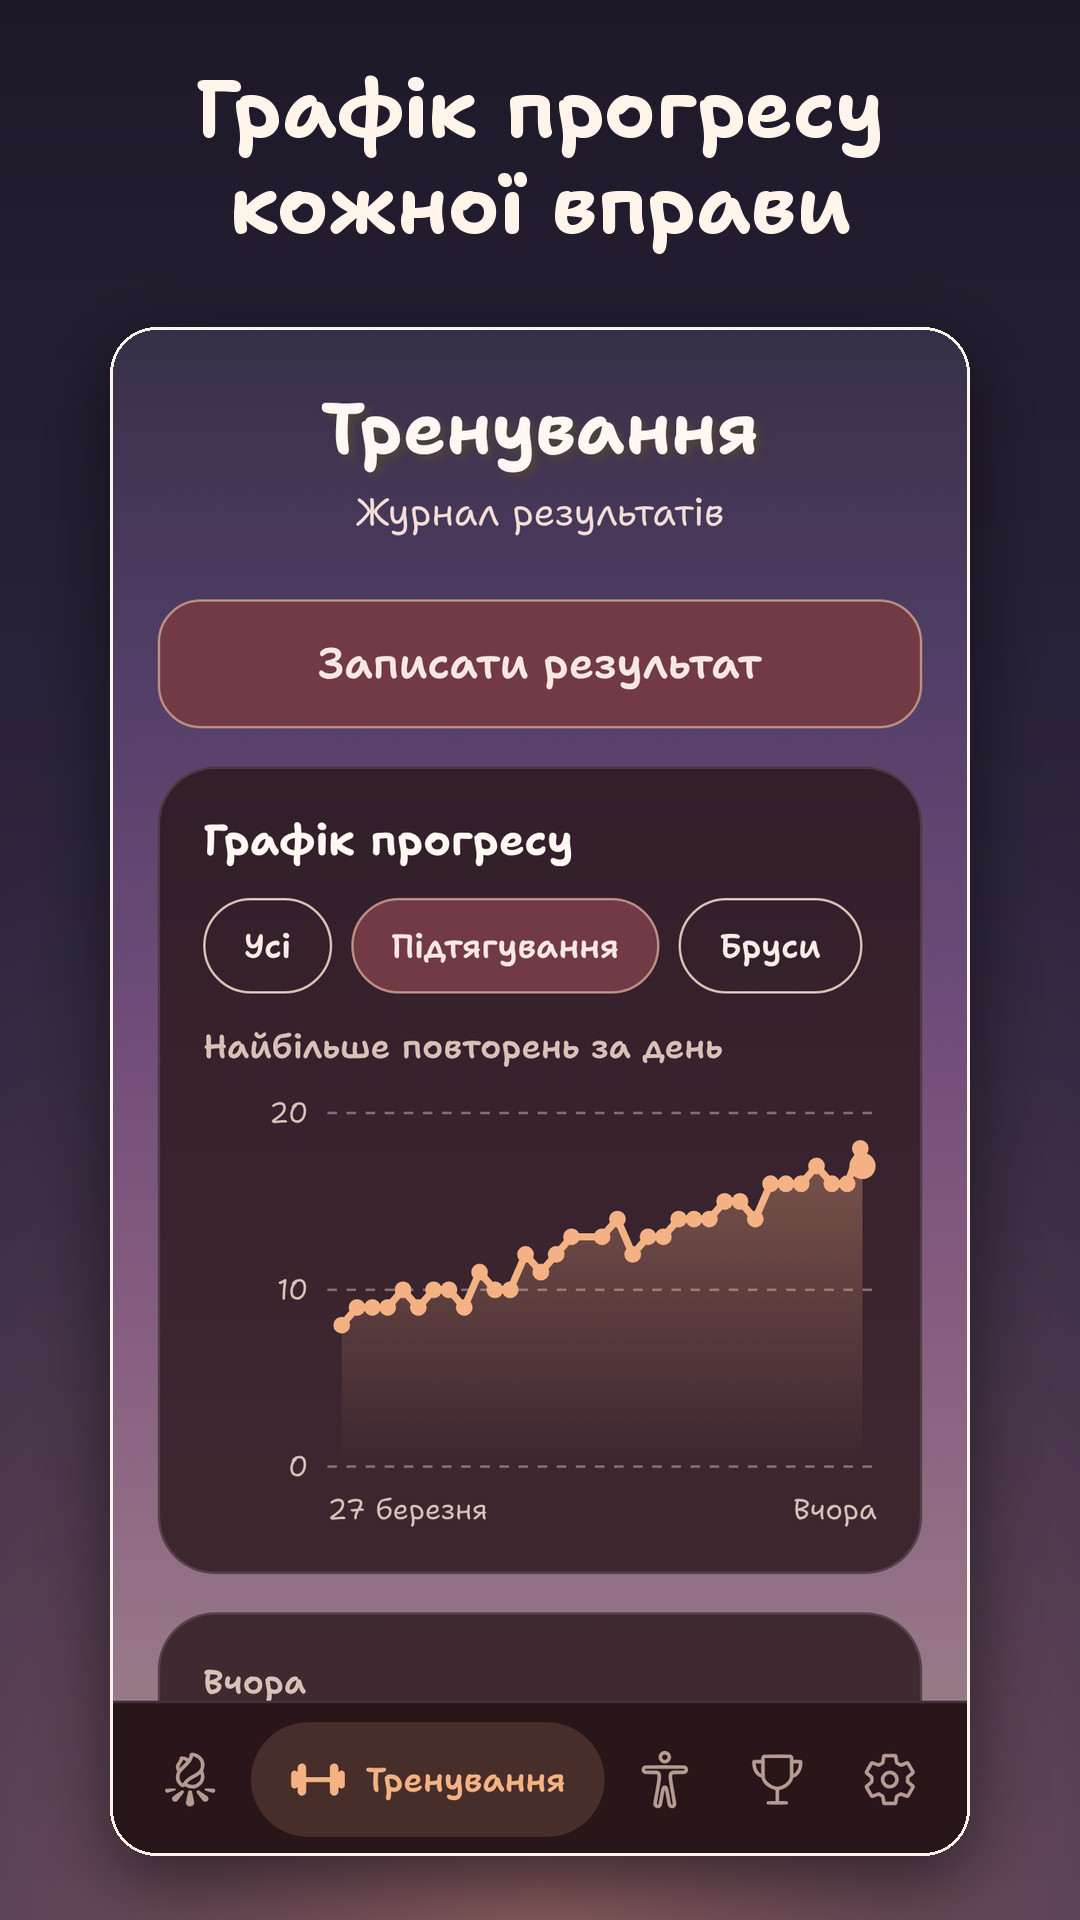 Графік прогресу
кожної вправи
Тренування
Журнал результатів
Записати результат
Графік прогресу
Усі
Підтягування
Бруси
Найбільше повторень за день
20
10
0
27 березня
Вчора
Вчора
Тренування